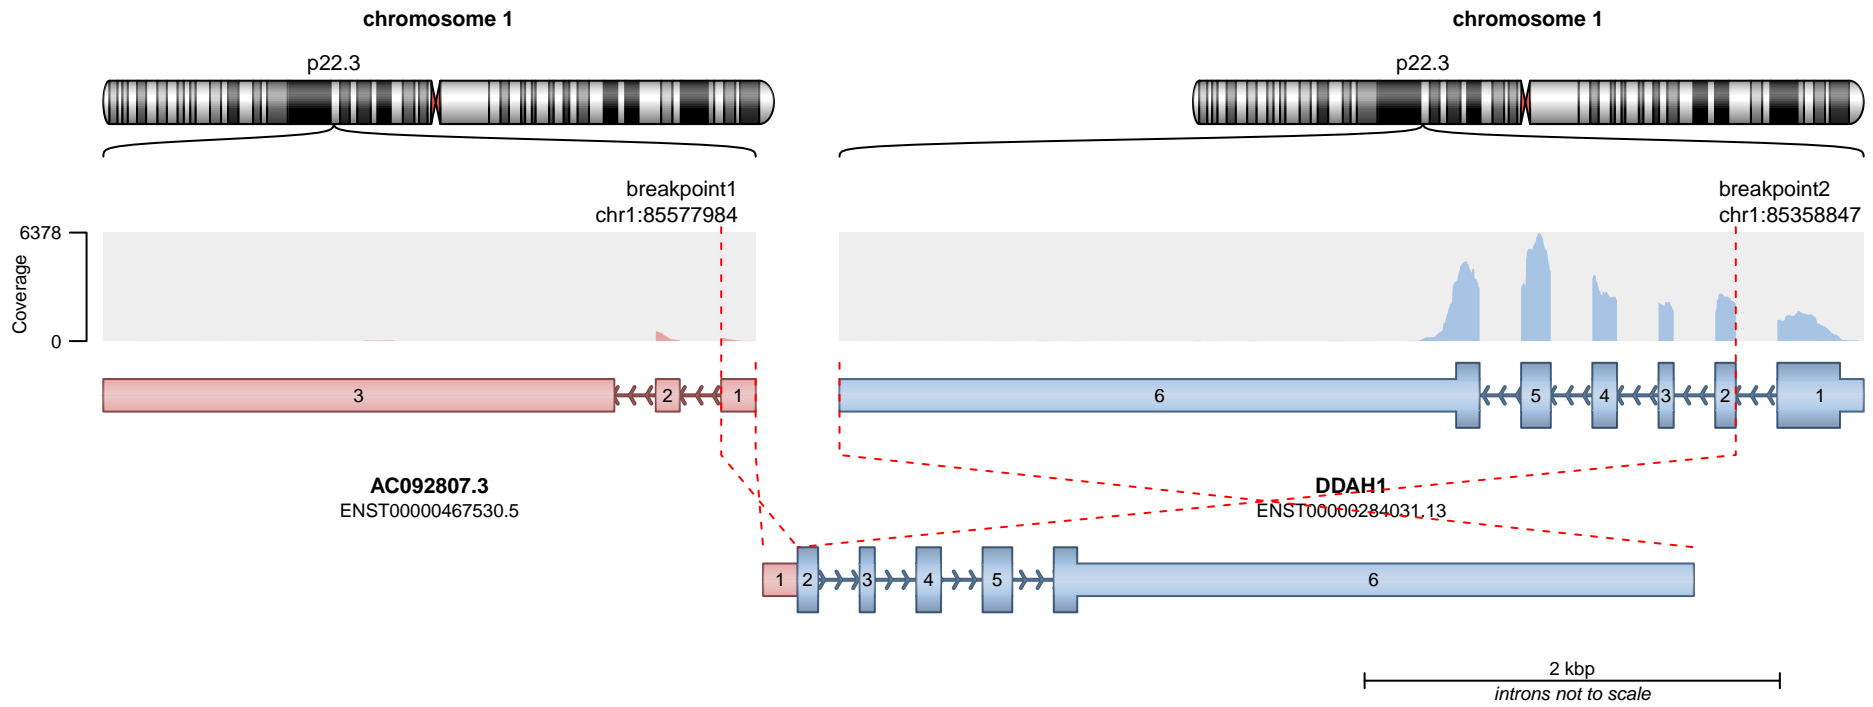 chromosome 1
chromosome 1
p22.3
p22.3
breakpoint1
chr1:85577984
breakpoint2
chr1:85358847
6378
Coverage
0
3
2
1
6
5
4
3
2
1
AC092807.3
ENST00000467530.5
DDAH1
ENST00000284031.13
1
2
3
4
5
6
2 kbp
introns not to scale